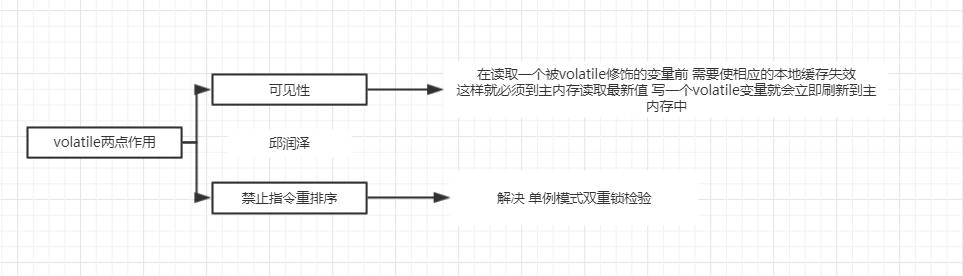 volatile两点作用
可见性
在读取一个被volatile修饰的变量前 需要使相应的本地缓存失效
这样就必须到主内存读取最新值 写一个volatile变量就会立即刷新到主
内存中
邱润泽
禁止指令重排序
解决 单例模式双重锁检验